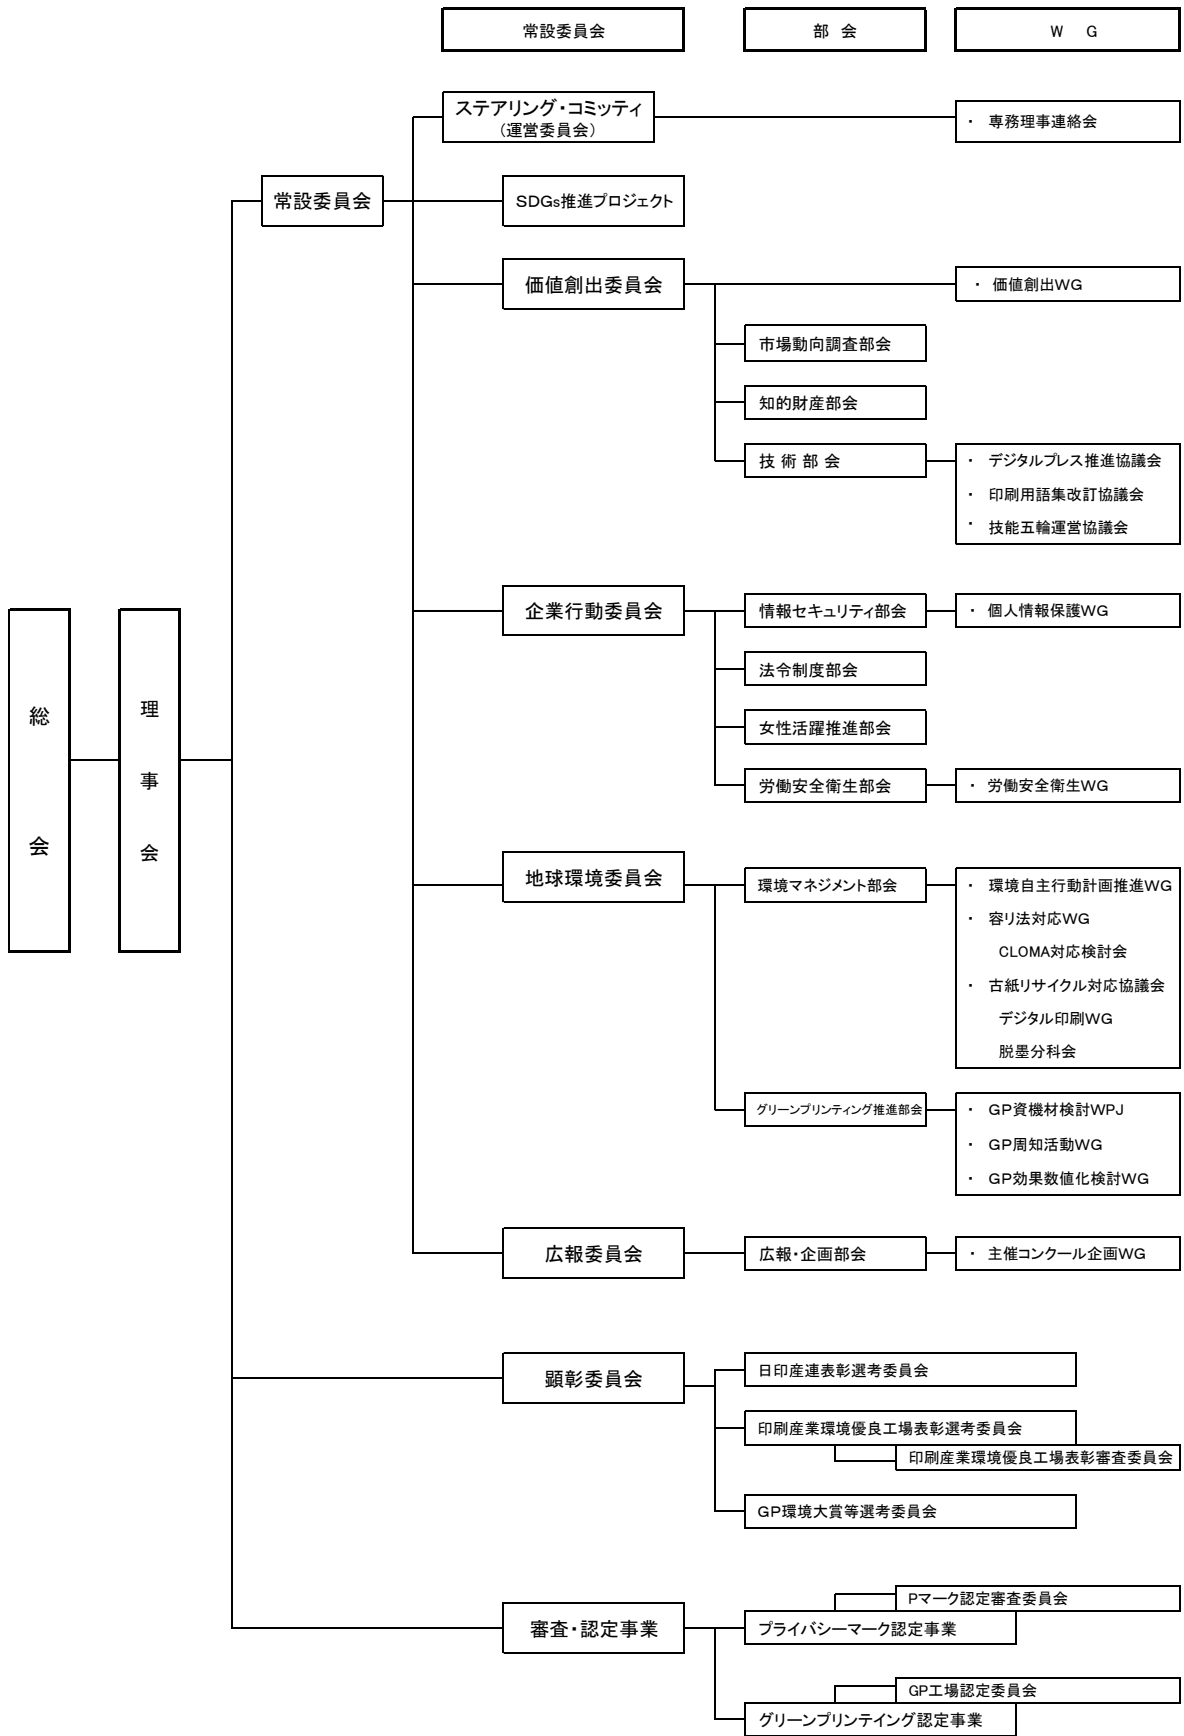 常設委員会
部 会
W G
ステアリング・コミッティ
(運営委員会)
・ 専務理事連絡会
常設委員会
SDGs推進プロジェクト
価値創出委員会
・ 価値創出WG
市場動向調査部会
知的財産部会
技 術 部 会
・ デジタルプレス推進協議会
・ 印刷用語集改訂協議会
・ 技能五輪運営協議会
企業行動委員会
情報セキュリティ部会
・ 個人情報保護WG
法令制度部会
女性活躍推進部会
労働安全衛生部会
・ 労働安全衛生WG
総会
理事会
地球環境委員会
環境マネジメント部会
・ 環境自主行動計画推進WG
・ 容リ法対応WG
CLOMA対応検討会
・ 古紙リサイクル対応協議会
デジタル印刷WG
脱墨分科会
グリーンプリンティング推進部会
・ GP資機材検討WPJ
・ GP周知活動WG
・ GP効果数値化検討WG
広報委員会
広報・企画部会
・ 主催コンクール企画WG
顕彰委員会
日印産連表彰選考委員会
印刷産業環境優良工場表彰選考委員会
印刷産業環境優良工場表彰審査委員会
GP環境大賞等選考委員会
審査・認定事業
Pマーク認定審査委員会
プライバシーマーク認定事業
GP工場認定委員会
グリーンプリンテイング認定事業